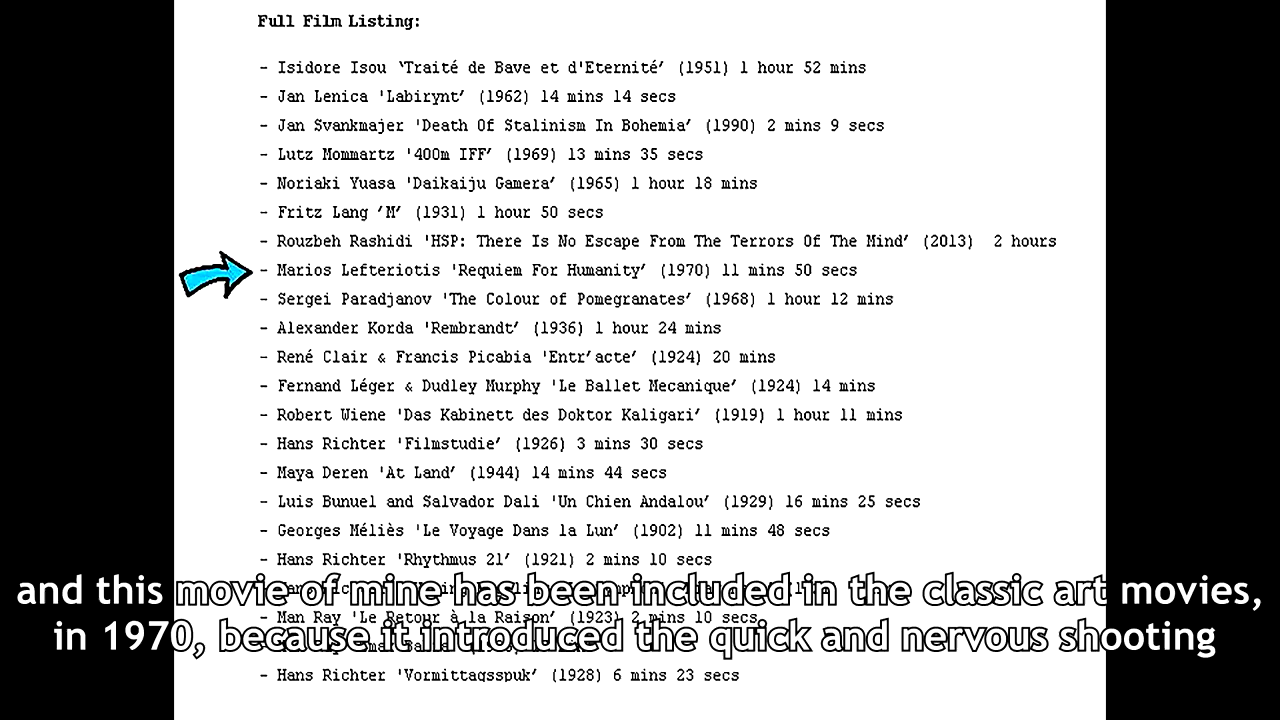 Full Film Listing:
- Isidore Isou 'Traité de Bave et d'Eternité' (1951) 1 hour 52 mins
- Jan Lenica 'Labirynt' (1962) 14 mins 14 secs
- Jan Svankmajer 'Death Of Stalinism In Bohemia' (1990) 2 mins 9 secs
- Lutz Mommartz '400m IFF' (1969) 13 mins 35 secs
- Noriaki Yuasa 'Daikaiju Gamera' (1965) 1 hour 18 mins
- Fritz Lang 'M' (1931) 1 hour 50 secs
- Rouzbeh Rashidi 'HSP: There Is No Escape From The Terrors Of The Mind' (2013) 2 hours
- Marios Lefteriotis 'Requiem For Humanity' (1970) 11 mins 50 secs
- Sergei Paradjanov 'The Colour of Pomegranates' (1968) 1 hour 12 mins
- Alexander Korda 'Rembrandt' (1936) 1 hour 24 mins
- René Clair & Francis Picabia 'Entr'acte' (1924) 20 mins
- Fernand Léger & Dudley Murphy 'Le Ballet Mecanique' (1924) 14 mins
- Robert Wiene 'Das Kabinett des Doktor Kaligari' (1919) 1 hour 11 mins
- Hans Richter 'Filmstudie' (1926) 3 mins 30 secs
- Maya Deren 'At Land' (1944) 14 mins 44 secs
- Luis Bunuel and Salvador Dali 'Un Chien Andalou' (1929) 16 mins 25 secs
- Georges Méliès 'Le Voyage Dans la Lun' (1902) 11 mins 48 secs
- Hans Richter 'Rhythmus 21' (1921) 2 mins 10 secs
and this movie of mine has been included in the classic art movies,
- Man Ray 'Le Retour à la Raison' (1923) 2 mins 10 secs
in 1970, because it introduced the quick and nervous shooting
- Hans Richter 'Vormittagsspuk' (1928) 6 mins 23 secs